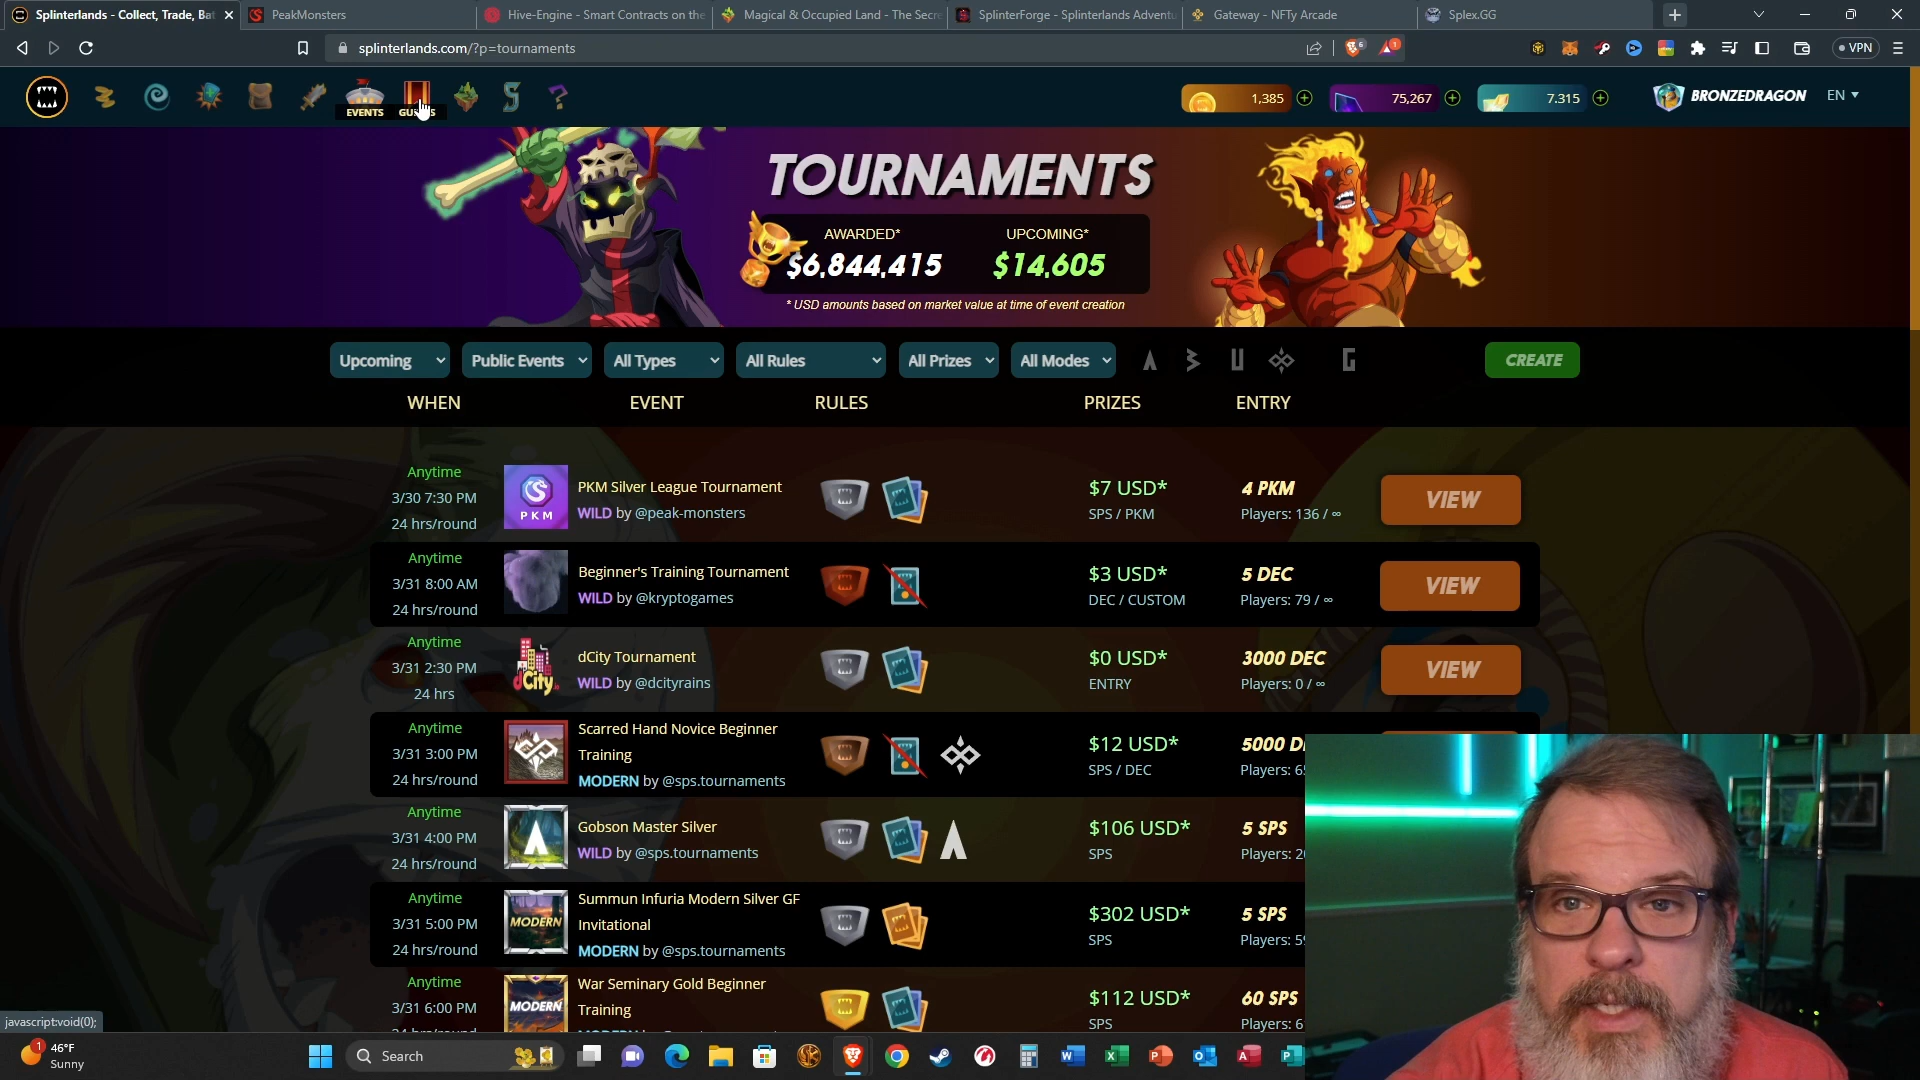 Splinterlands - Collect, Trade, Bat
PeakMonsters
Hive-Engine - Smart Contracts on the
Magical & Occupied Land - The Secre
SplinterForge - Splinterlands Adventu
Gateway - NFTy Arcade
Splex.GG
splinterlands.com/?p=tournaments
VPN
EVENTS
1,385
75,267
7.315
BRONZEDRAGON
EN
TOURNAMENTS
AWARDED*
UPCOMING*
$6,844,415
$14,605
* USD amounts based on market value at time of event creation
Upcoming
Public Events
All Types
All Rules
All Prizes
All Modes
CREATE
WHEN
EVENT
RULES
PRIZES
ENTRY
Anytime
3/30 7:30 PM
24 hrs/round
PKM
PKM Silver League Tournament
WILD by @peak-monsters
$7 USD*
SPS / PKM
4 PKM
Players: 136 / ∞
VIEW
Anytime
3/31 8:00 AM
24 hrs/round
Beginner's Training Tournament
WILD by @kryptogames
$3 USD*
DEC / CUSTOM
5 DEC
Players: 79 / ∞
VIEW
Anytime
3/31 2:30 PM
24 hrs
dCity
dCity Tournament
WILD by @dcityrains
$0 USD*
ENTRY
3000 DEC
Players: 0 / ∞
VIEW
Anytime
3/31 3:00 PM
24 hrs/round
Scarred Hand Novice Beginner
Training
MODERN by @sps.tournaments
$12 USD*
SPS / DEC
5000 D
Players: 6
Anytime
3/31 4:00 PM
24 hrs/round
Gobson Master Silver
WILD by @sps.tournaments
$106 USD*
SPS
5 SPS
Players: 2
Anytime
3/31 5:00 PM
24 hrs/round
MODERN
Summun Infuria Modern Silver GF
Invitational
MODERN by @sps.tournaments
$302 USD*
SPS
5 SPS
Players: 5
Anytime
3/31 6:00 PM
MODERN
War Seminary Gold Beginner
Training
$112 USD*
SPS
60 SPS
Players: 6
javascript:void(0);
46°F
Sunny
Search